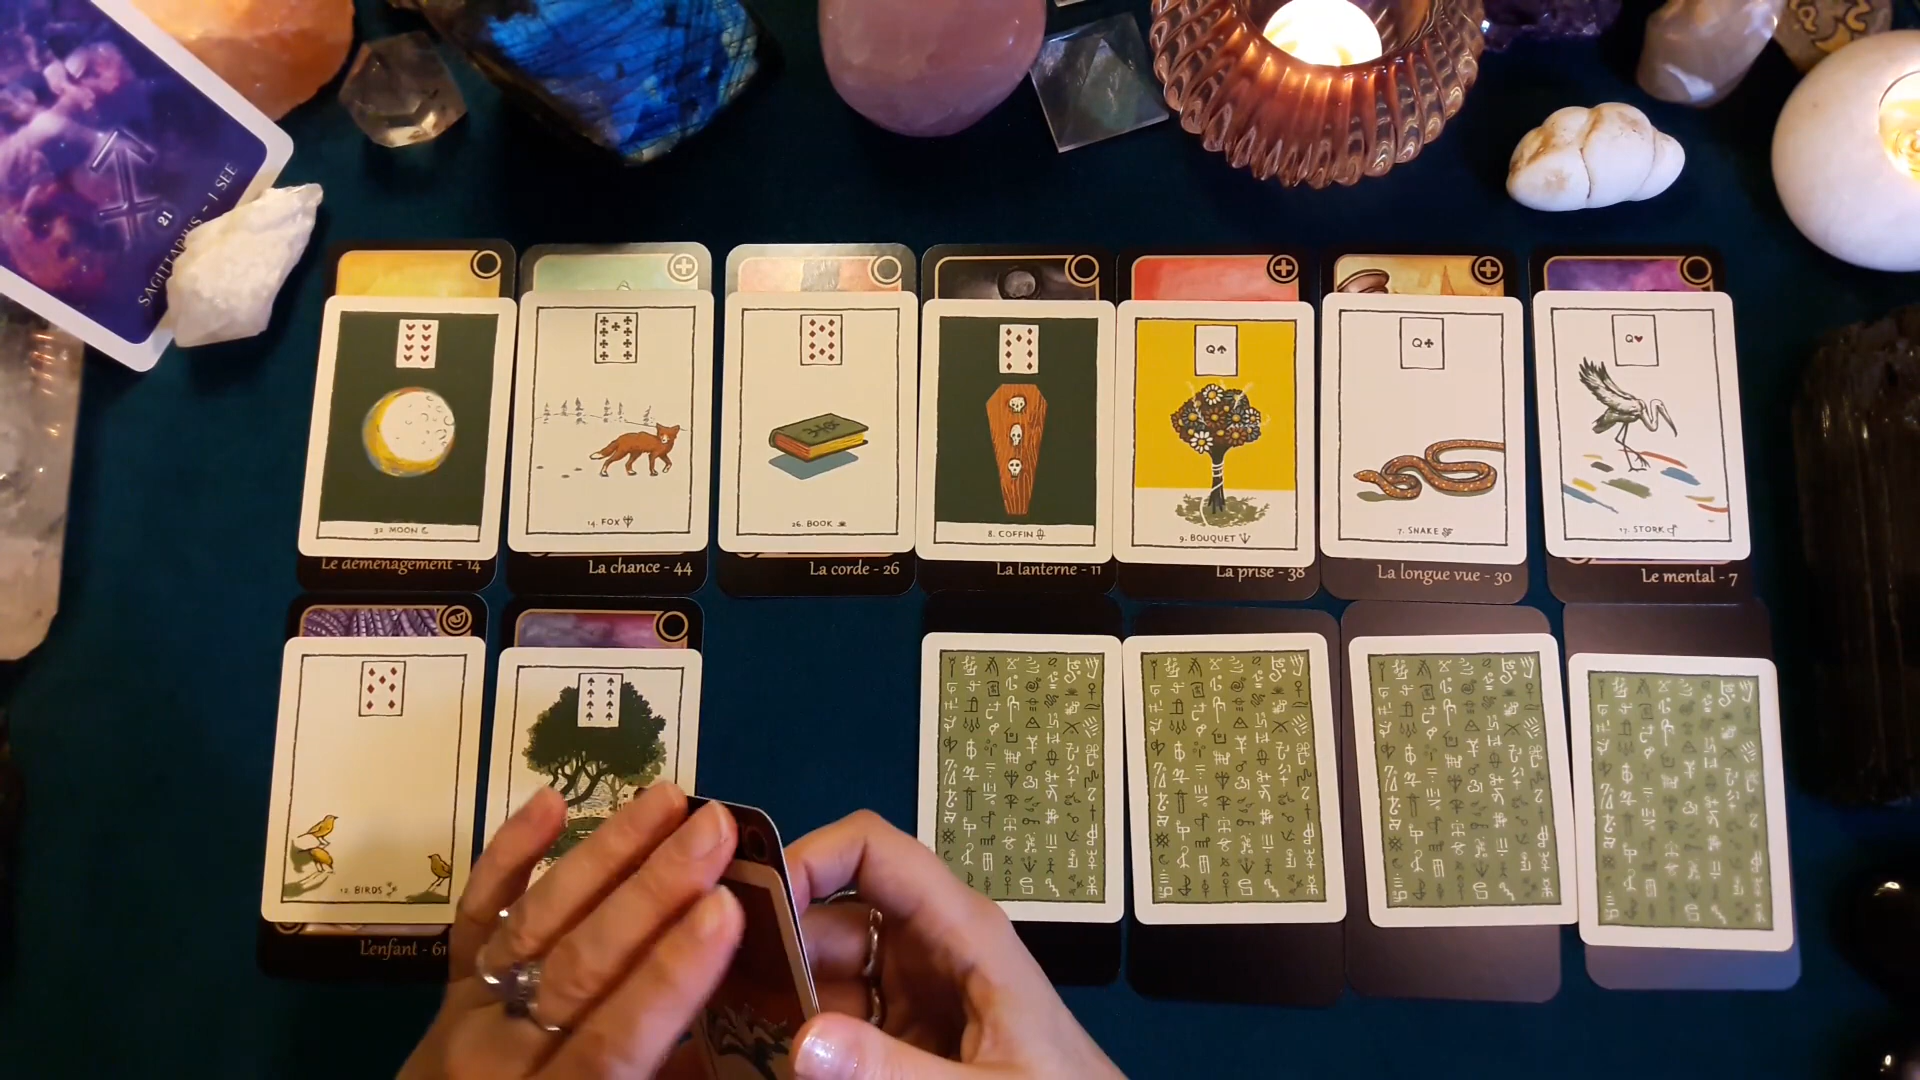 21
SAGITTARIUS ~ I SEE
32. MOON
14. FOX
26. BOOK
8. COFFIN
Q
9. BOUQUET
Q
7. SNAKE
Q
17. STORK
Le déménagement - 14
La chance - 44
La corde - 26
La lanterne - 11
La prise - 38
La longue vue - 30
Le mental - 7
12. BIRDS
L'enfant - 61